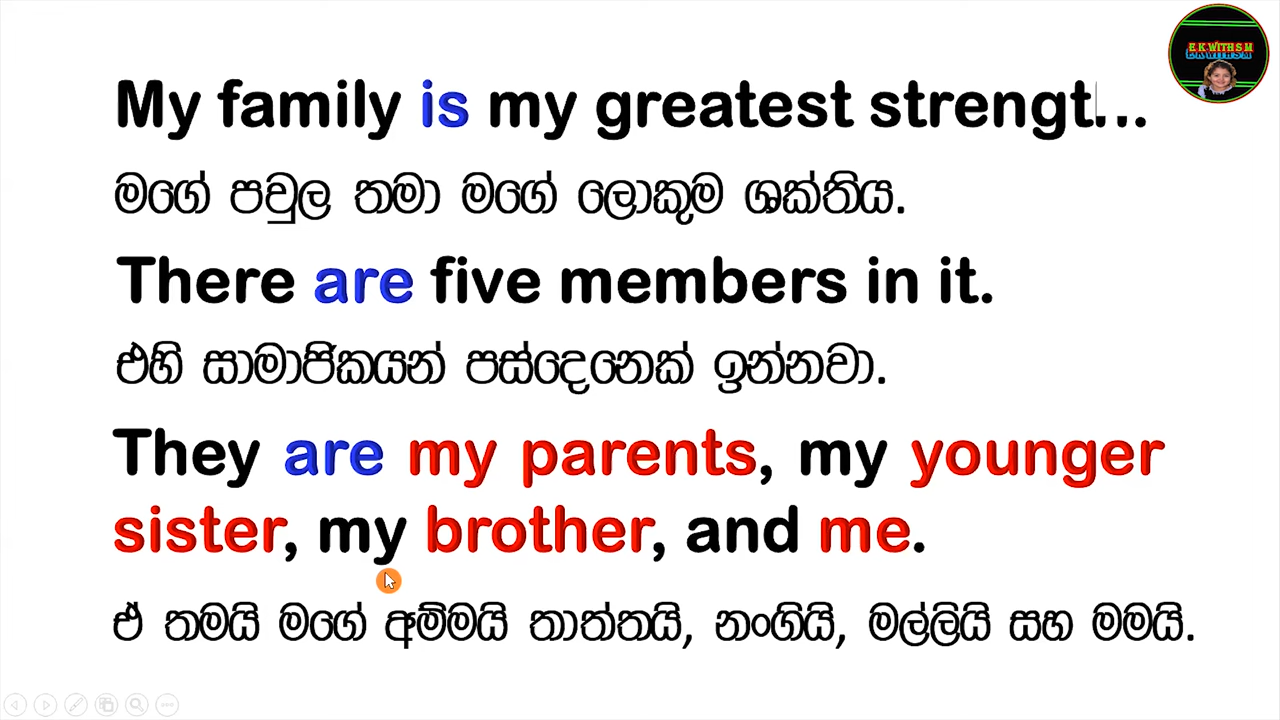 E K WITH S M
My family is my greatest strengt...
මගේ පවුල තමා මගේ ලොකුම ශක්තිය.
There are five members in it.
එහි සාමාජිකයන් පස්දෙනෙක් ඉන්නවා.
They are my parents, my younger
sister, my brother, and me.
ඒ තමයි මගේ අම්මයි තාත්තයි, නංගියි, මල්ලියි සහ මමයි.